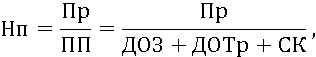 Нп = Пр / ПП = Пр / (ДОЗ + ДОТр + СК),